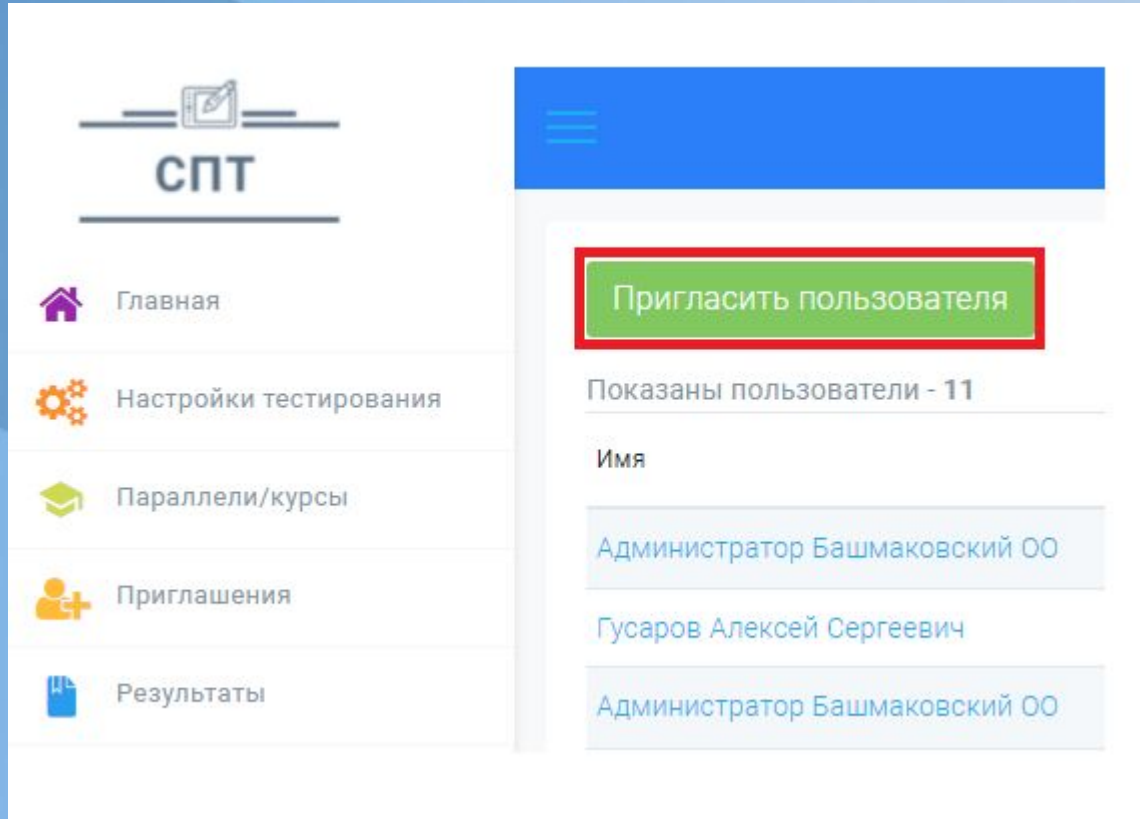 СПТ
Главная
Настройки тестирования
Параллели/курсы
Приглашения
Результаты
Пригласить пользователя
Показаны пользователи - 11
Имя
Администратор Башмаковский ОО
Гусаров Алексей Сергеевич
Администратор Башмаковский ОО